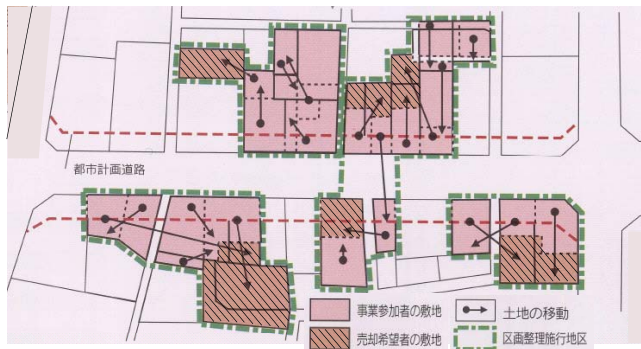 都市計画道路
事業参加者の敷地
土地の移動
売却希望者の敷地
区画整理施行地区